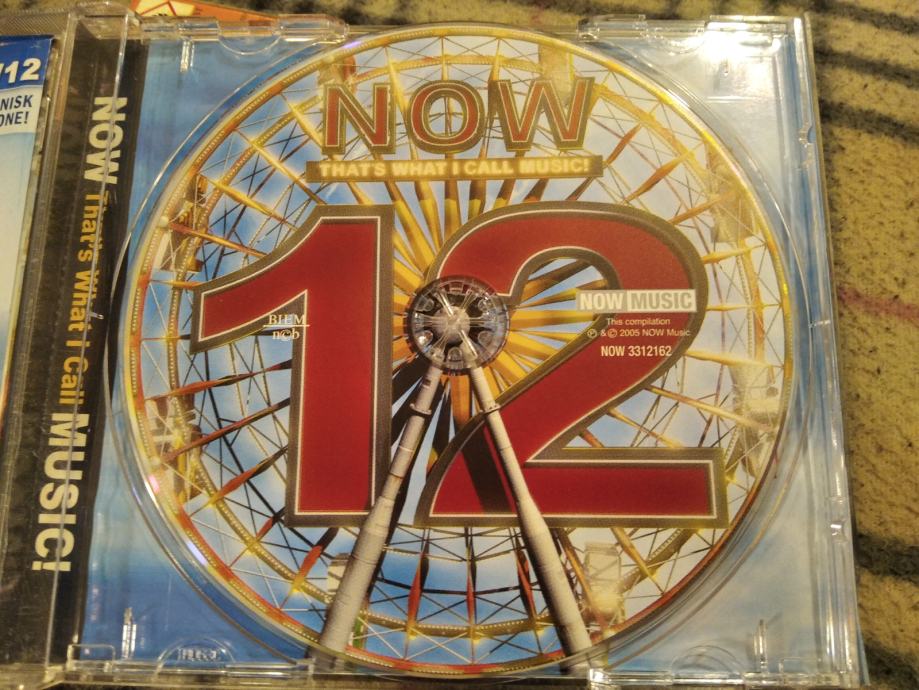 /12
NISK
ONE!
NOW That's What I Call MUSIC!
NOW
THAT'S WHAT I CALL MUSIC!
12
BIEM
n©b
NOW MUSIC
This compilation
℗ & © 2005 NOW Music
NOW 3312162